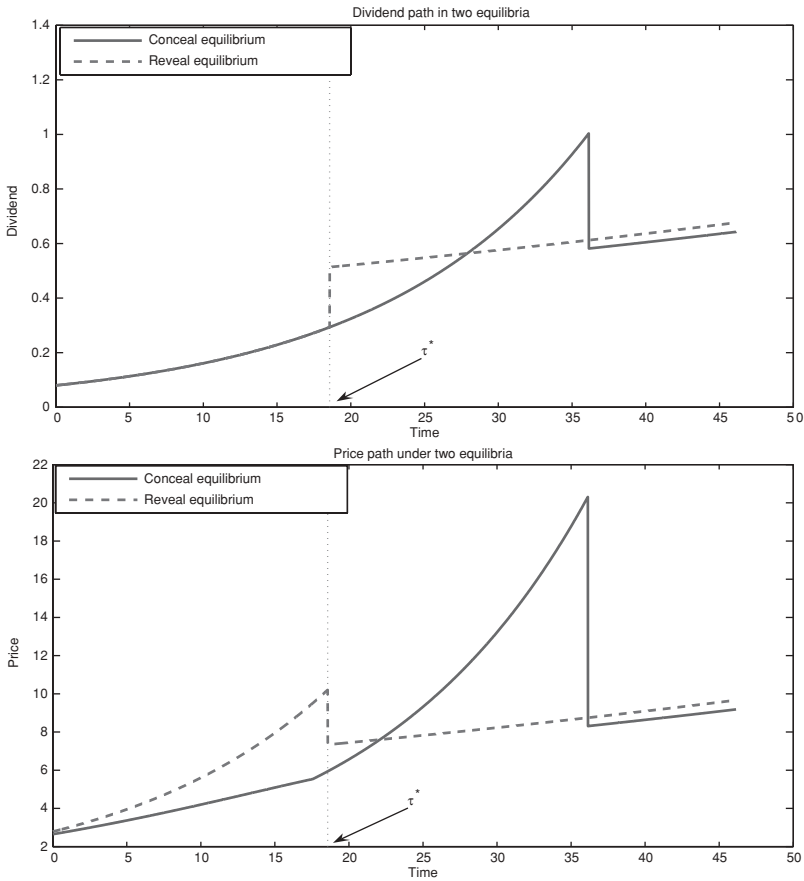 Dividend path in two equilibria
1.4
Conceal equilibrium
Reveal equilibrium
1.2
1
0.8
Dividend
0.6
0.4
τ*
0.2
0
0 5 10 15 20 25 30 35 40 45 50
Time
Price path under two equilibria
22
Conceal equilibrium
20
Reveal equilibrium
18
16
14
Price
12
10
8
6
τ*
4
2
0 5 10 15 20 25 30 35 40 45 50
Time